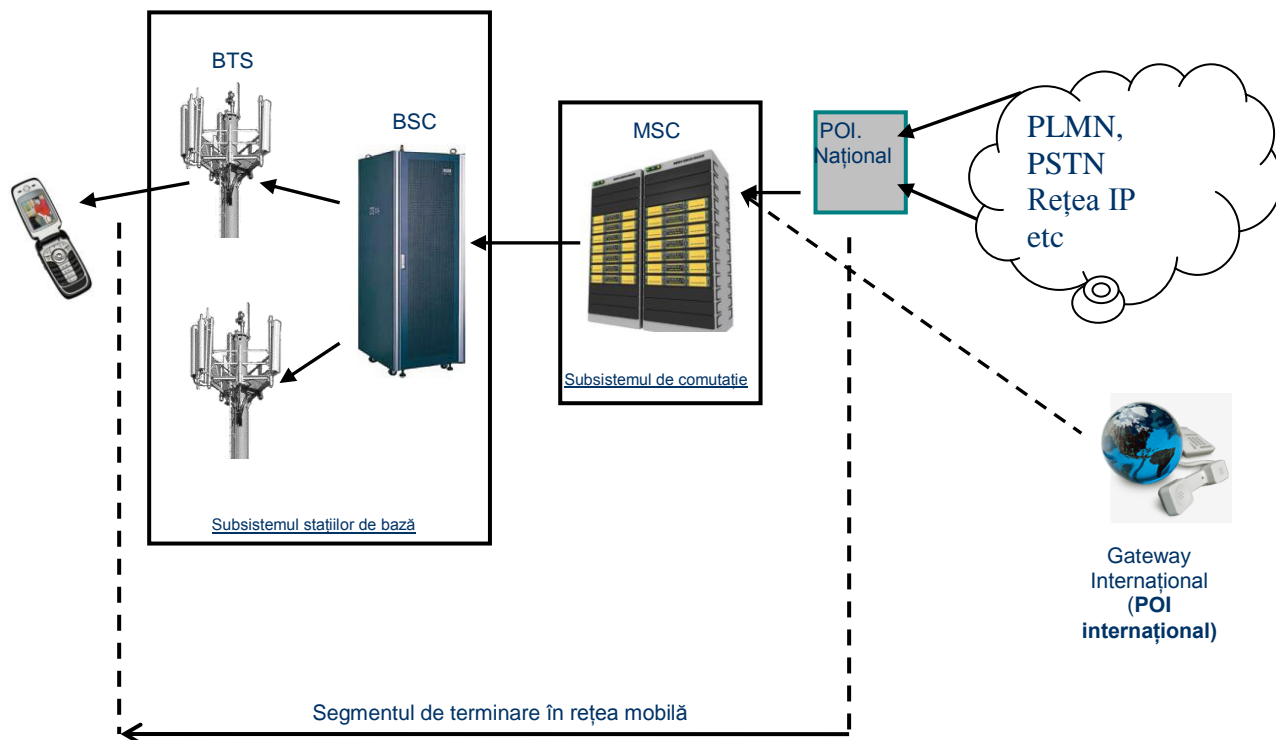 BTS
BSC
MSC
POI.
Național
PLMN,
PSTN
Rețea IP
etc
Subsistemul de comutație
Subsistemul stațiilor de bază
Gateway
Internațional
(POI
internațional)
Segmentul de terminare în rețea mobilă